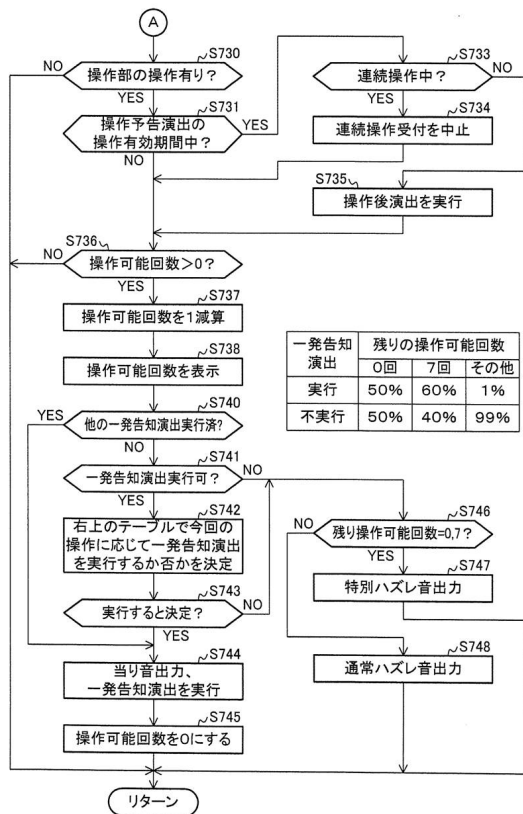 A
S730
操作部の操作有り?
NO
YES
S731
操作予告演出の
操作有効期間中?
YES
NO
S733
連続操作中?
NO
YES
S734
連続操作受付を中止
S735
操作後演出を実行
S736
操作可能回数>0?
NO
YES
S737
操作可能回数を1減算
S738
操作可能回数を表示
一発告知
演出
残りの操作可能回数
0回 7回 その他
実行 50% 60% 1%
不実行 50% 40% 99%
S740
他の一発告知演出実行済?
YES
NO
S741
一発告知演出実行可?
NO
YES
S742
右上のテーブルで今回の
操作に応じて一発告知演出
を実行するか否かを決定
S743
実行すると決定?
NO
YES
S744
当り音出力、
一発告知演出を実行
S745
操作可能回数を0にする
S746
残り操作可能回数=0,7?
NO
YES
S747
特別ハズレ音出力
S748
通常ハズレ音出力
リターン